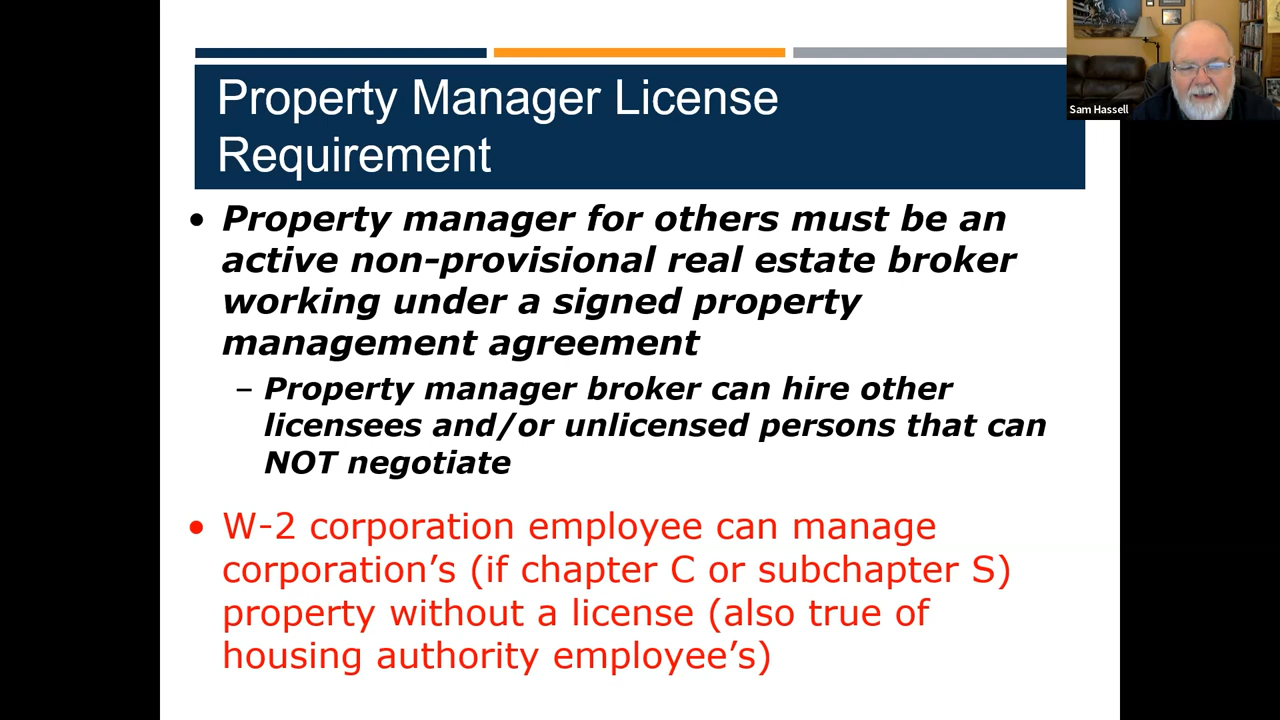 Property Manager License
Requirement
Sam Hassell
• Property manager for others must be an
active non-provisional real estate broker
working under a signed property
management agreement
– Property manager broker can hire other
licensees and/or unlicensed persons that can
NOT negotiate
• W-2 corporation employee can manage
corporation’s (if chapter C or subchapter S)
property without a license (also true of
housing authority employee’s)